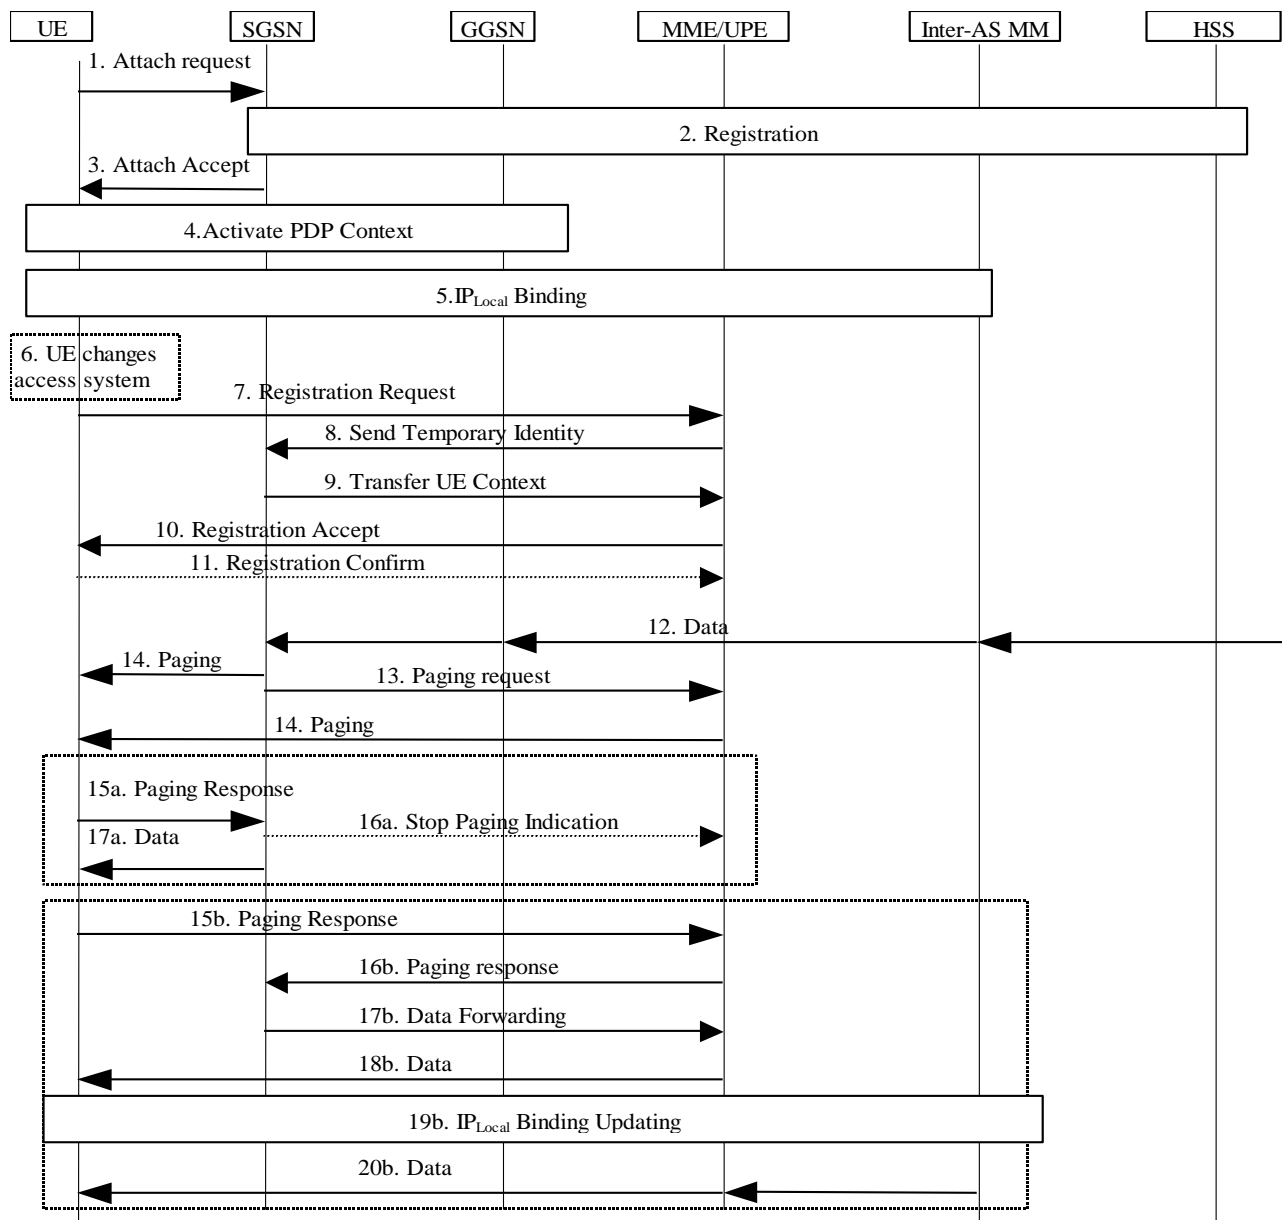 UE
SGSN
GGSN
MME/UPE
Inter-AS MM
HSS
1. Attach request
2. Registration
3. Attach Accept
4.Activate PDP Context
5.IPLocal Binding
6. UE changes
access system
7. Registration Request
8. Send Temporary Identity
9. Transfer UE Context
10. Registration Accept
11. Registration Confirm
12. Data
14. Paging
13. Paging request
14. Paging
15a. Paging Response
16a. Stop Paging Indication
17a. Data
15b. Paging Response
16b. Paging response
17b. Data Forwarding
18b. Data
19b. IPLocal Binding Updating
20b. Data